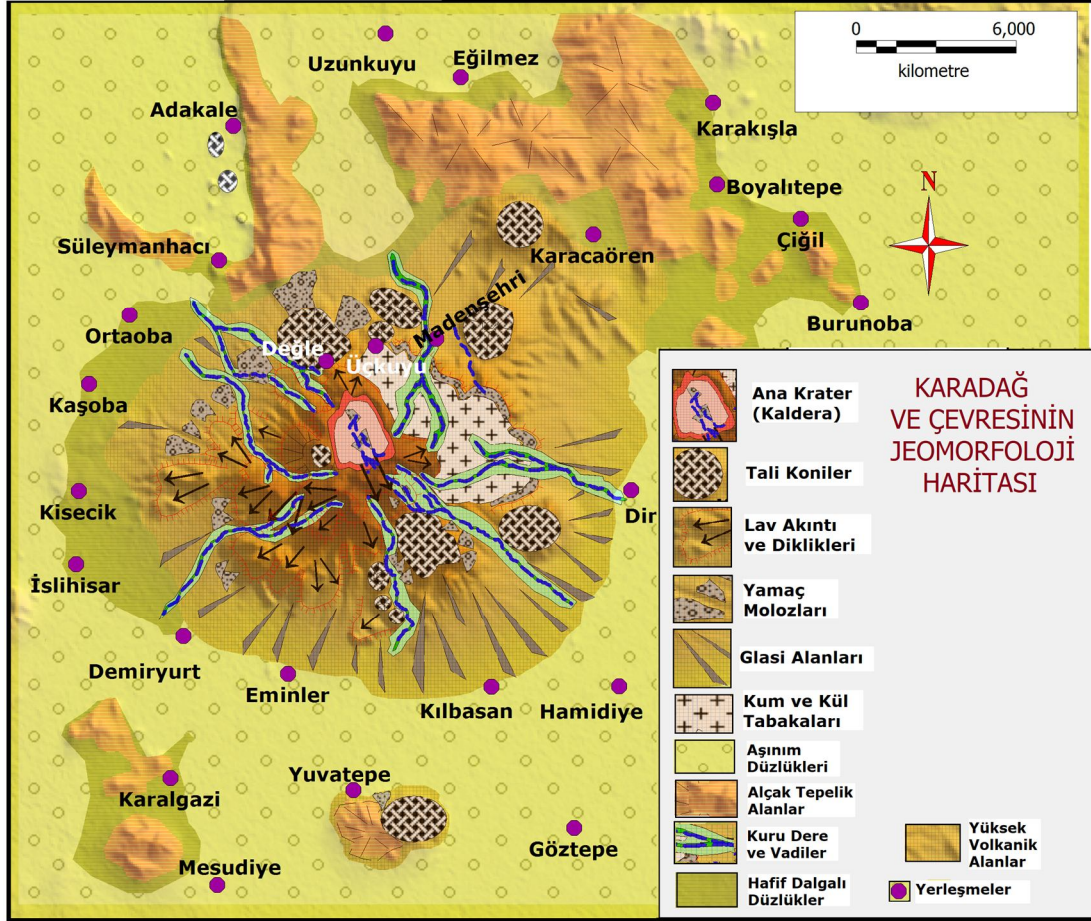 0 6,000
kilometre
Uzunkuyu
Eğilmez
Adakale
Karakışla
Boyalıtepe
N
Çiğil
Süleymanhacı
Karacaören
Burunoba
Ortaoba
Madenşehri
Değle
Üçkuyu
Kaşoba
Kisecik
Dir
İslihisar
Demiryurt
Eminler
Kılbasan
Hamidiye
Karalgazi
Yuvatepe
Göztepe
Mesudiye
KARADAĞ
VE ÇEVRESİNİN
JEOMORFOLOJİ
HARİTASI
Ana Krater
(Kaldera)
Tali Koniler
Lav Akıntı
ve Diklikleri
Yamaç
Molozları
Glasi Alanları
Kum ve Kül
Tabakaları
Aşınım
Düzlükleri
Alçak Tepelik
Alanlar
Kuru Dere
ve Vadiler
Hafif Dalgalı
Düzlükler
Yüksek
Volkanik
Alanlar
Yerleşmeler